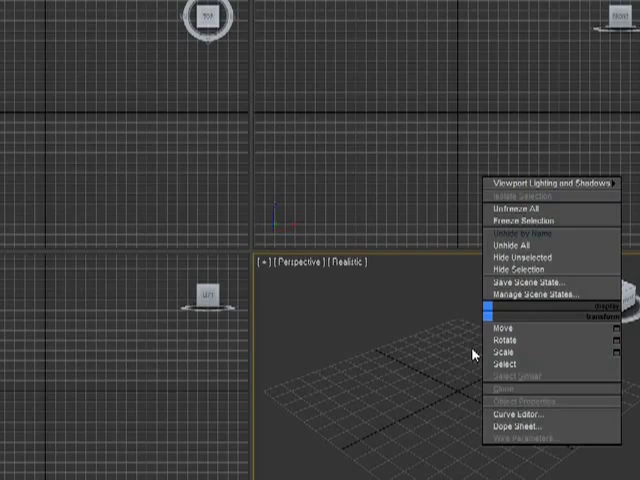 TOP
FRONT
Viewport Lighting and Shadows
Isolate Selection
Unfreeze All
Freeze Selection
Unhide by Name
Unhide All
Hide Unselected
Hide Selection
Save Scene State...
Manage Scene States...
display
transform
Move
Rotate
Scale
Select
Select Similar
Clone
Object Properties...
Curve Editor...
Dope Sheet...
Wire Parameters...
[ + ] [ Perspective ] [ Realistic ]
LEFT